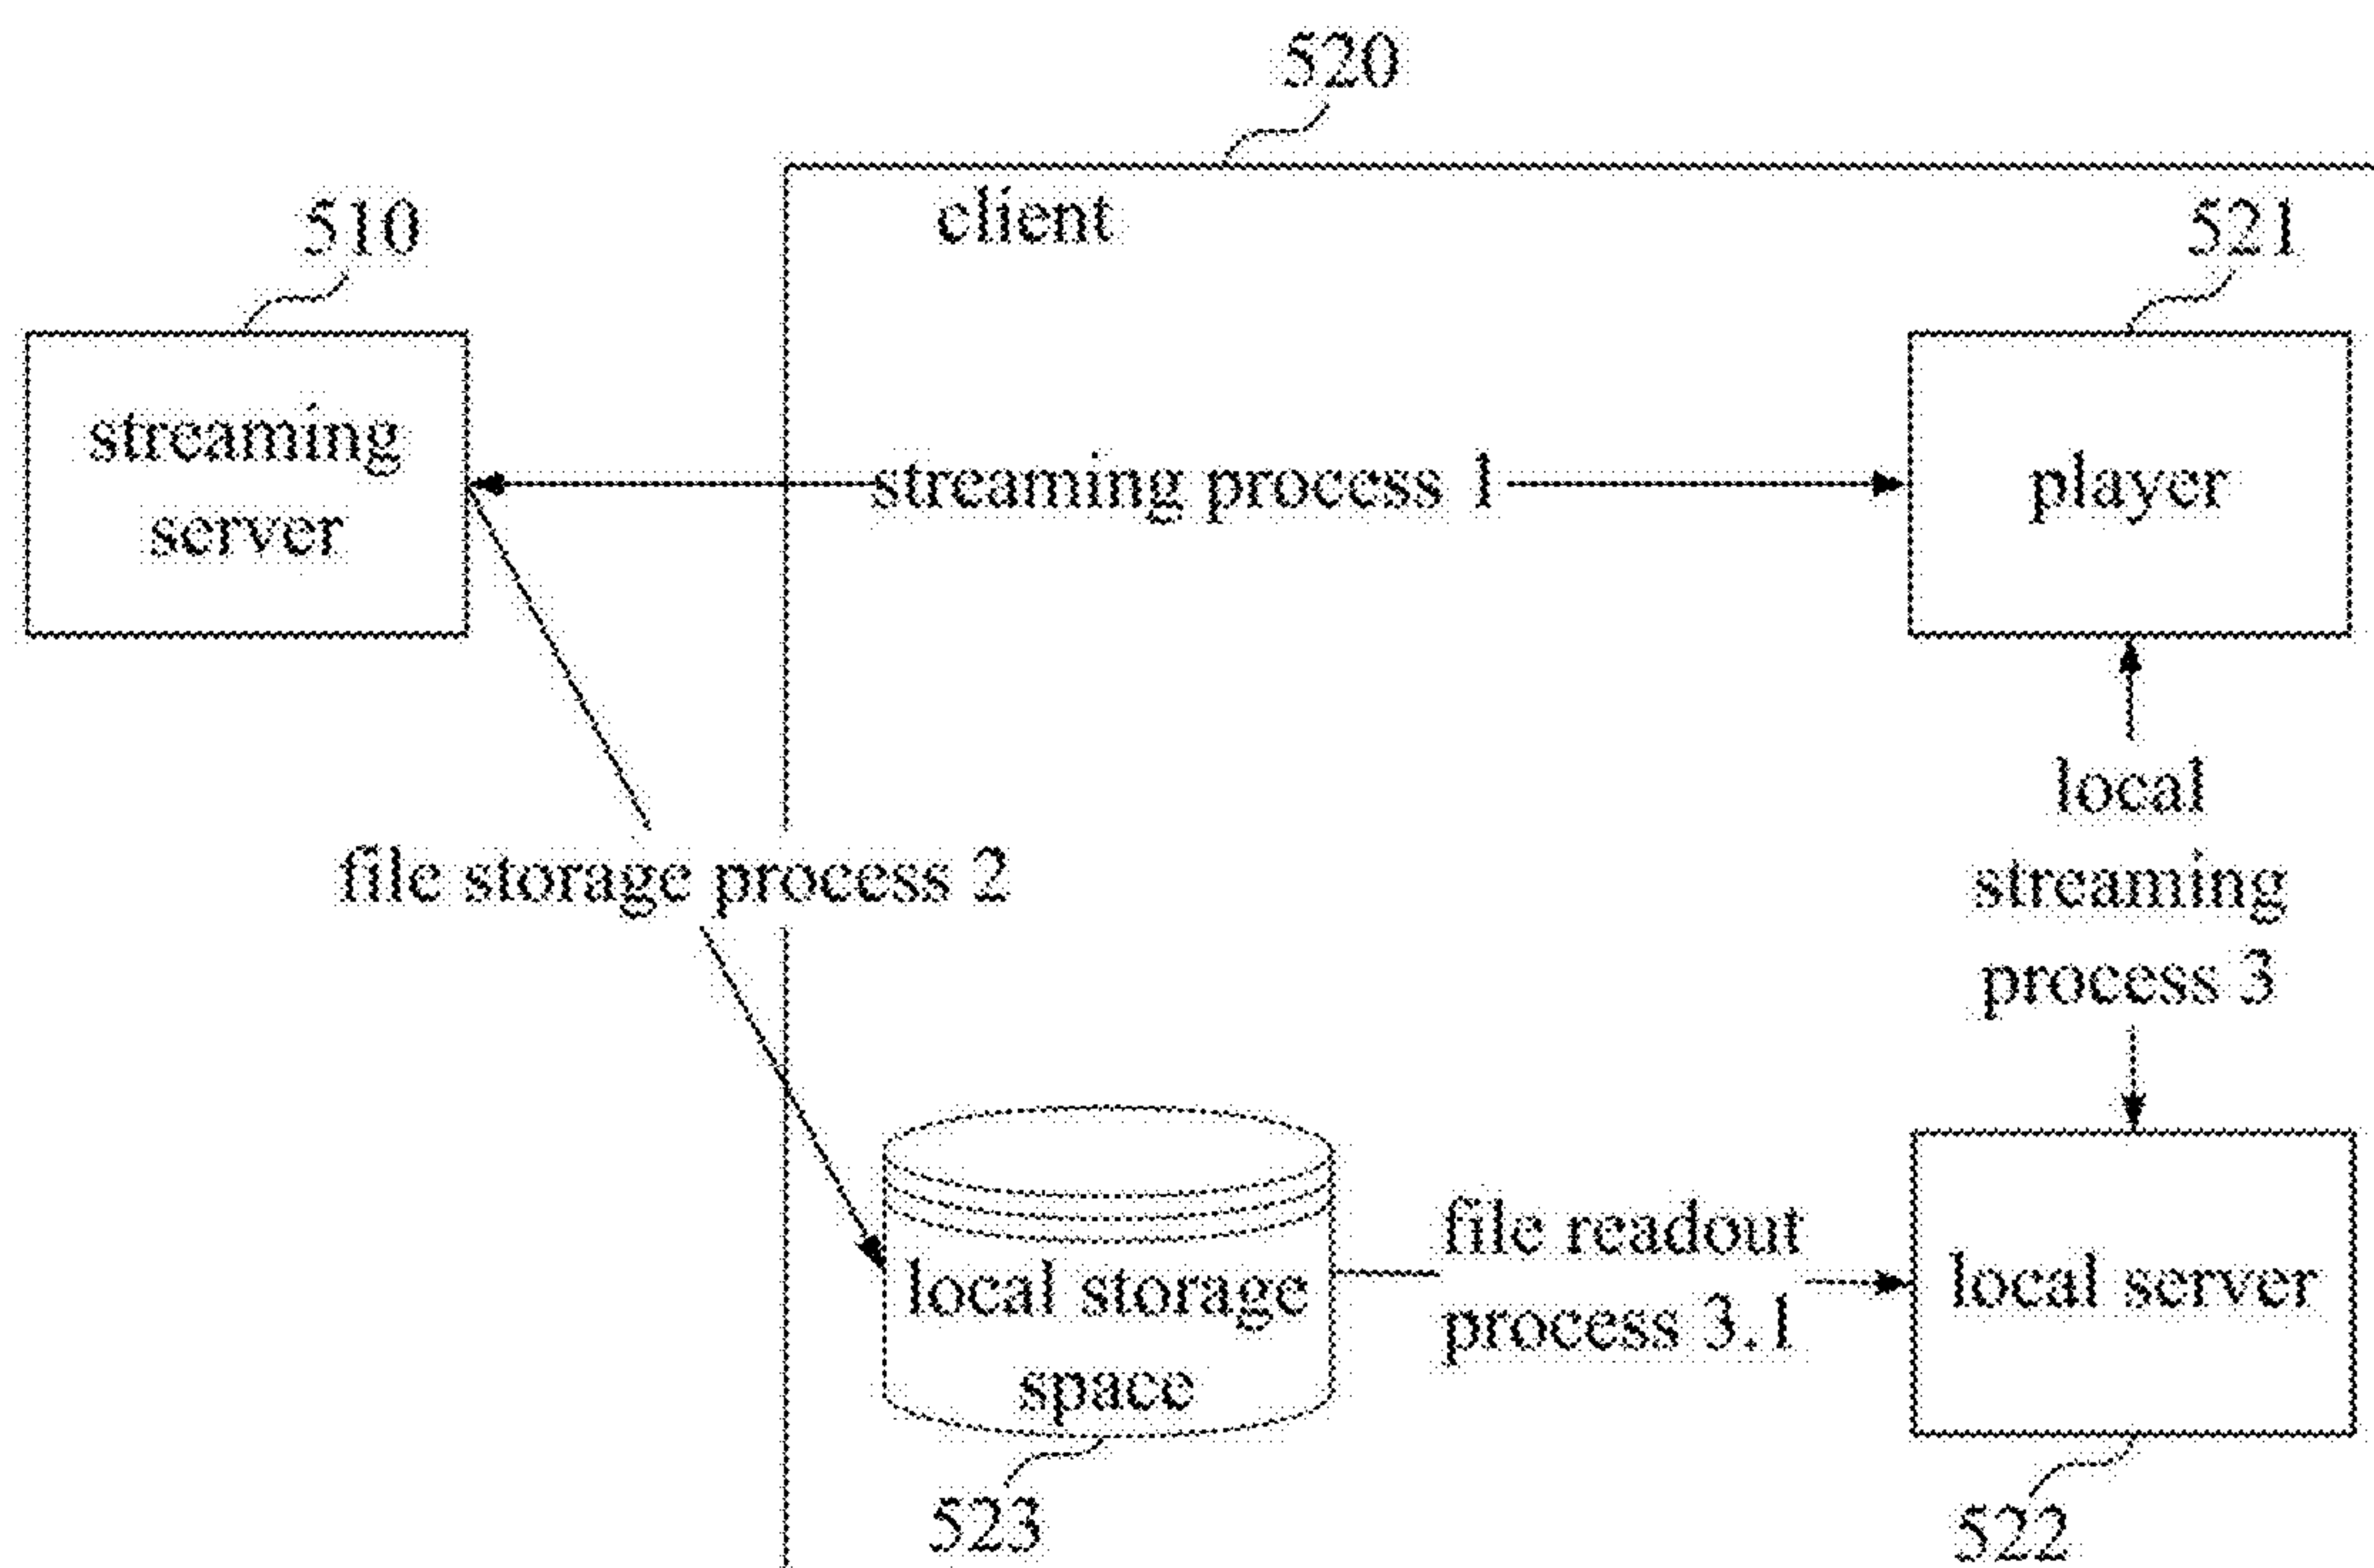 520
client
510
521
streaming
server
streaming process 1
player
local
streaming
process 3
file storage process 2
local storage
space
file readout
process 3.1
local server
523
522